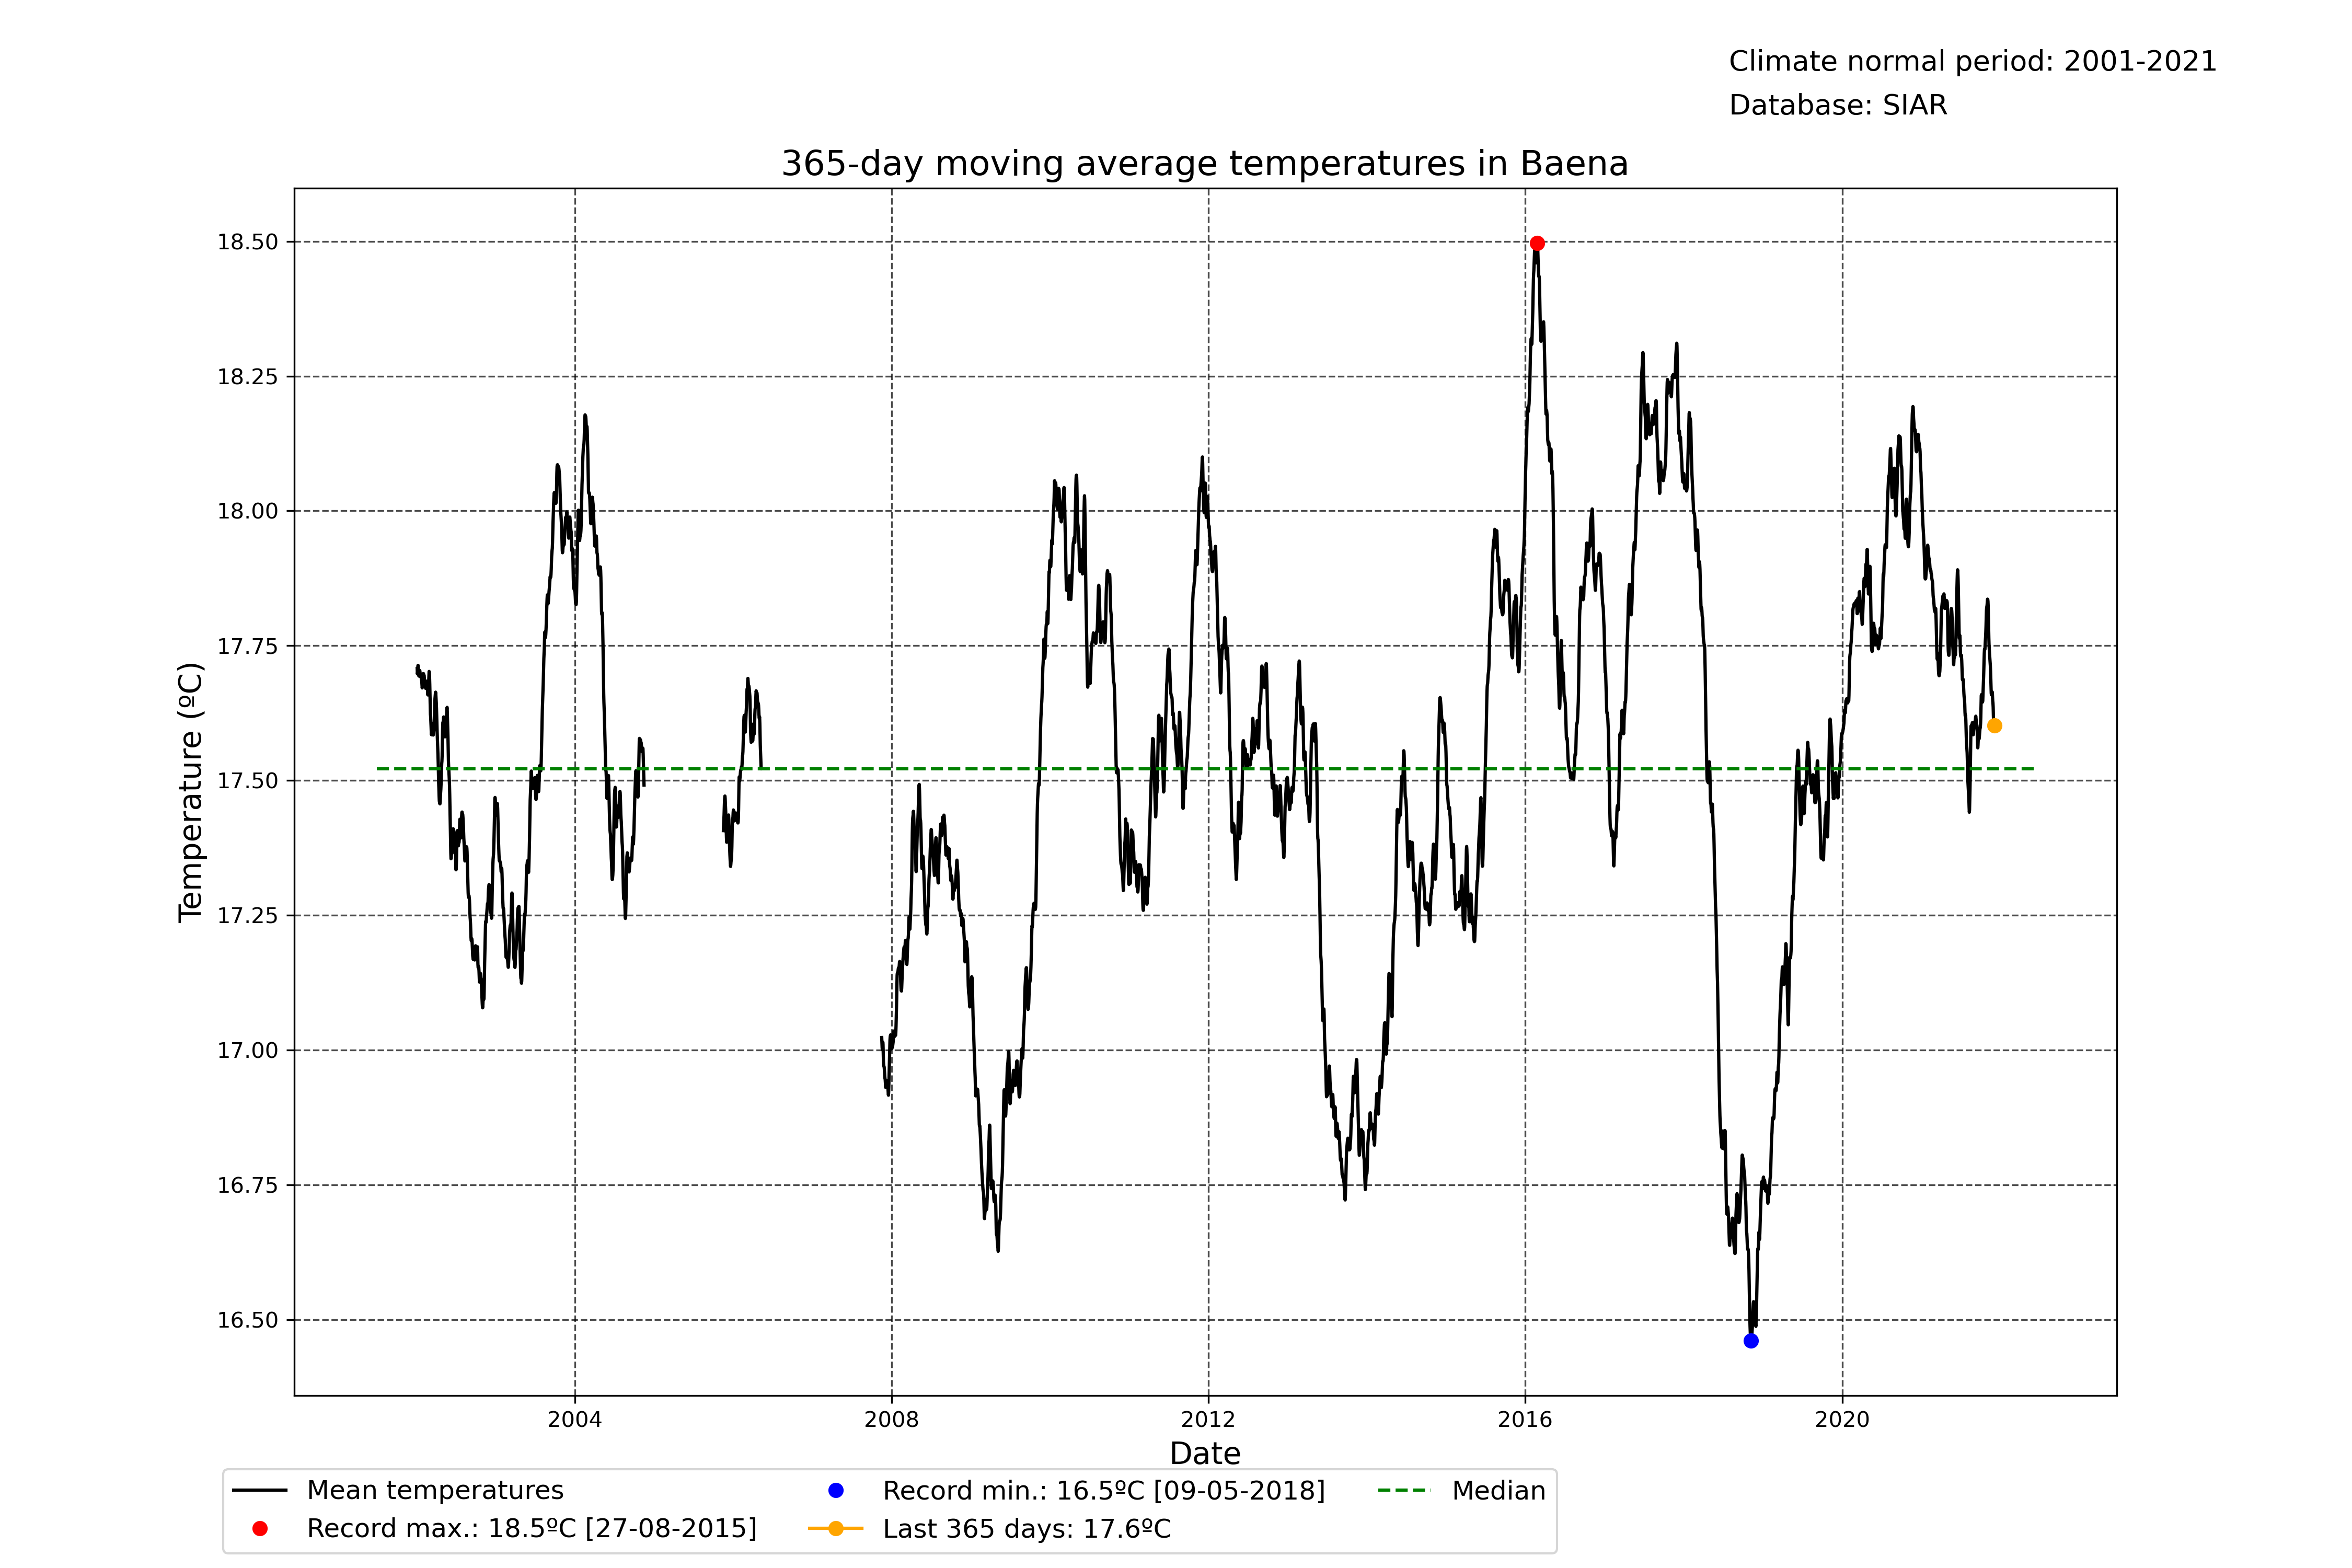 Climate normal period: 2001-2021
Database: SIAR
365-day moving average temperatures in Baena
18.50
18.25
18.00
17.75
17.50
17.25
17.00
16.75
16.50
Temperature (ºC)
2004 2008 2012 2016 2020
Date
Mean temperatures
Record max.: 18.5ºC [27-08-2015]
Record min.: 16.5ºC [09-05-2018]
Last 365 days: 17.6ºC
Median